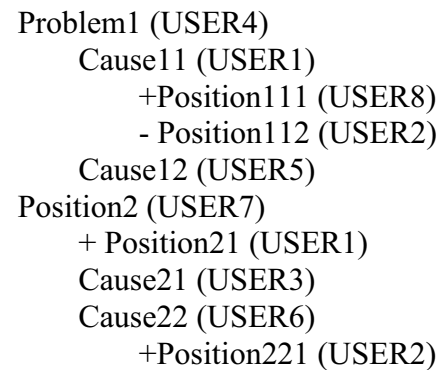 Problem1 (USER4)
Cause11 (USER1)
+Position111 (USER8)
- Position112 (USER2)
Cause12 (USER5)
Position2 (USER7)
+ Position21 (USER1)
Cause21 (USER3)
Cause22 (USER6)
+Position221 (USER2)